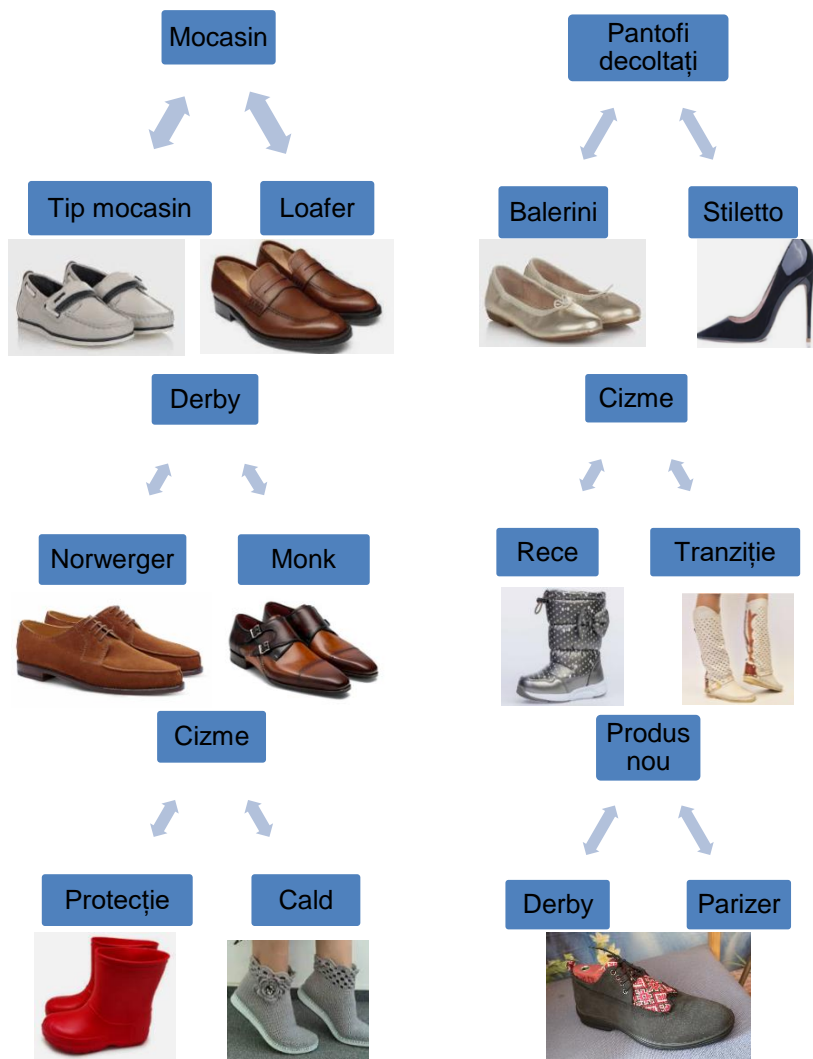 Mocasin
Pantofi
decoltați
Tip mocasin
Loafer
Balerini
Stiletto
Derby
Cizme
Norwerger
Monk
Rece
Tranziție
Cizme
Produs
nou
Protecție
Cald
Derby
Parizer